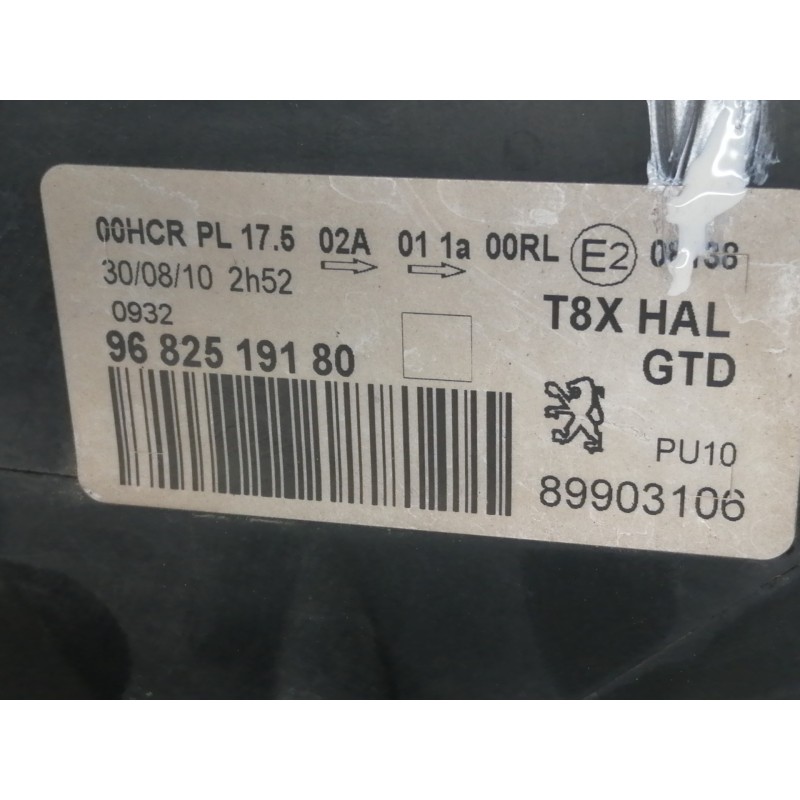 00HCR PL 17.5 02A 01 1a 00RL E2
30/08/10 2h52
0932
T8X HAL
96 825 191 80
GTD
PU10
89903106